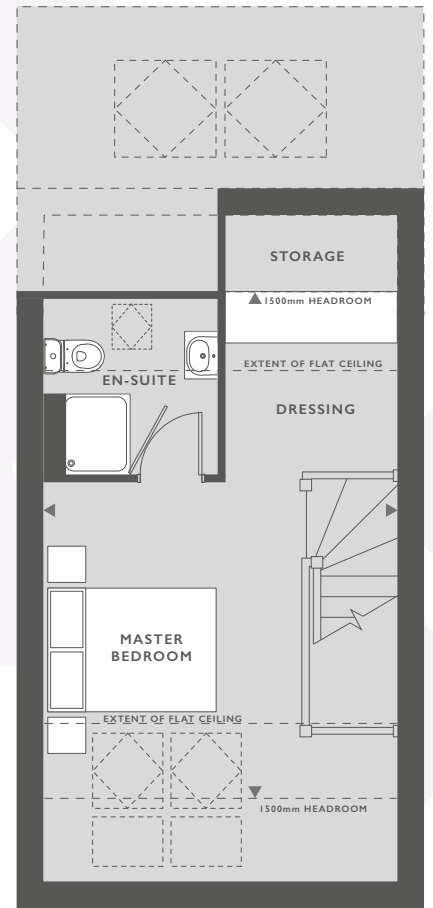 STORAGE
1500mm HEADROOM
EXTENT OF FLAT CEILING
EN-SUITE
DRESSING
MASTER
BEDROOM
EXTENT OF FLAT CEILING
1500mm HEADROOM